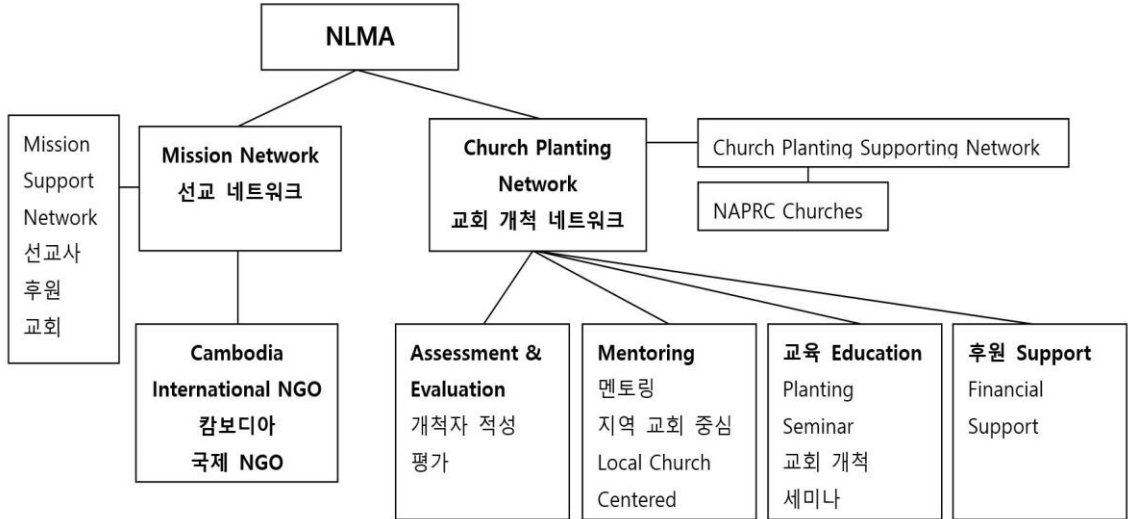 NLMA
Mission
Support
Network
선교사
후원
교회
Mission Network
선교 네트워크
Church Planting
Network
교회 개척 네트워크
Church Planting Supporting Network
NAPRC Churches
Cambodia
International NGO
캄보디아
국제 NGO
Assessment &
Evaluation
개척자 적성
평가
Mentoring
멘토링
지역 교회 중심
Local Church
Centered
교육 Education
Planting
Seminar
교회 개척
세미나
후원 Support
Financial
Support